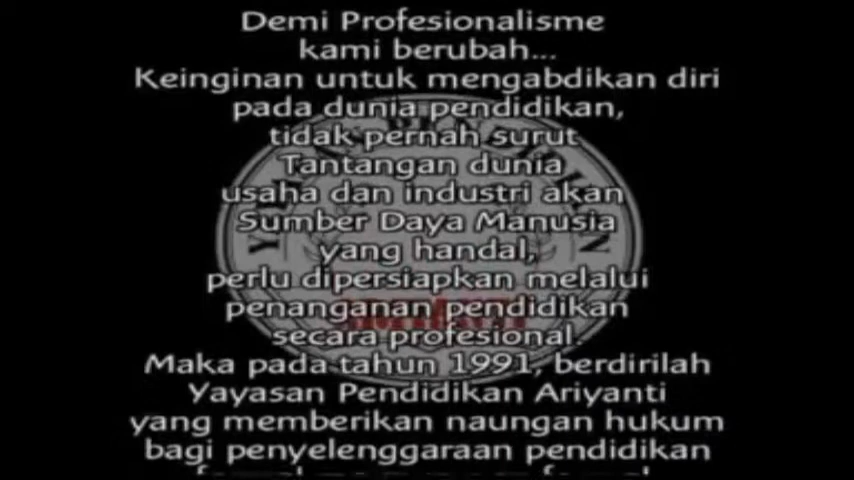 Demi Profesionalisme
kami berubah...
Keinginan untuk mengabdikan diri
pada dunia pendidikan,
tidak pernah surut
Tantangan dunia
usaha dan industri akan
Sumber Daya Manusia
yang handal,
perlu dipersiapkan melalui
penanganan pendidikan
secara profesional.
Maka pada tahun 1991, berdirilah
Yayasan Pendidikan Ariyanti
yang memberikan naungan hukum
bagi penyelenggaraan pendidikan